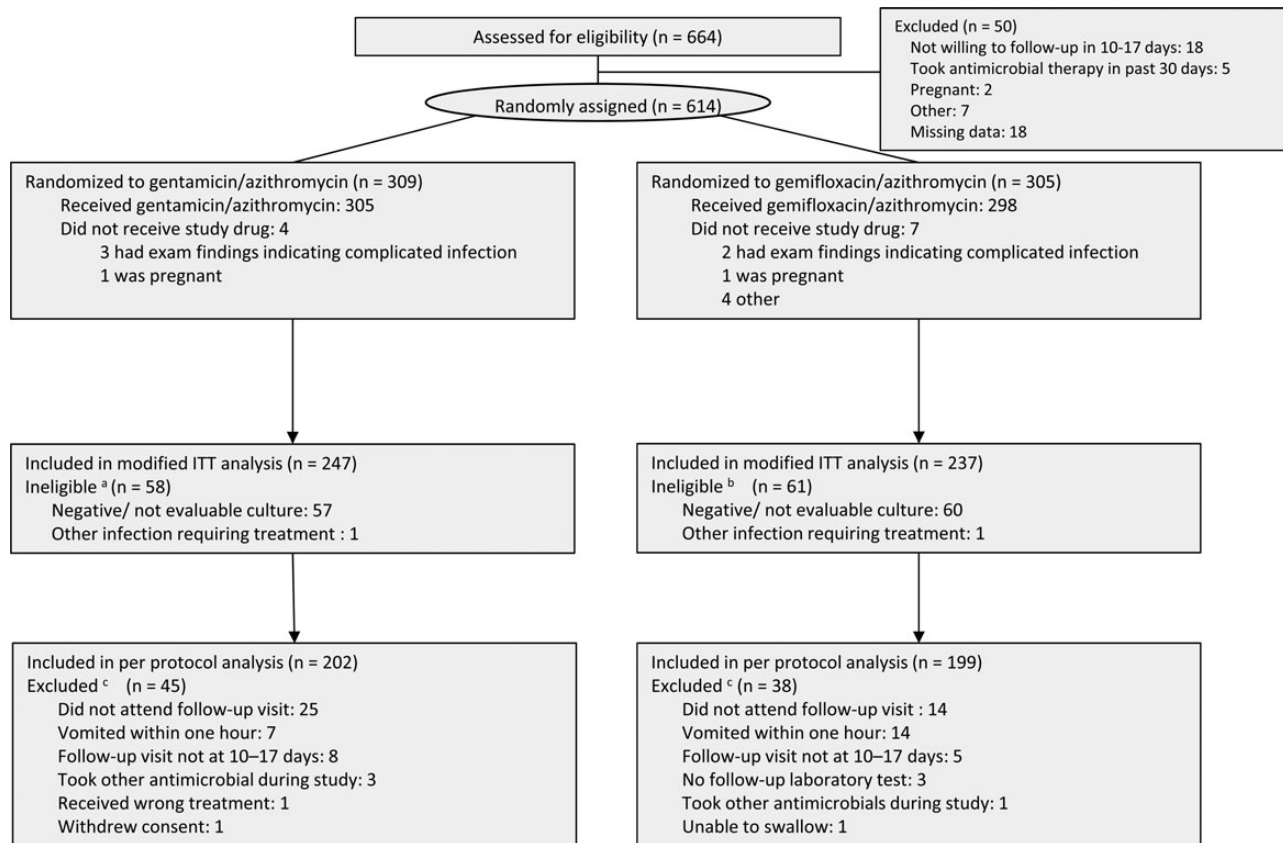 Assessed for eligibility (n = 664)
Excluded (n = 50)
Not willing to follow-up in 10-17 days: 18
Took antimicrobial therapy in past 30 days: 5
Pregnant: 2
Other: 7
Missing data: 18
Randomly assigned (n = 614)
Randomized to gentamicin/azithromycin (n = 309)
Received gentamicin/azithromycin: 305
Did not receive study drug: 4
3 had exam findings indicating complicated infection
1 was pregnant
Randomized to gemifloxacin/azithromycin (n = 305)
Received gemifloxacin/azithromycin: 298
Did not receive study drug: 7
2 had exam findings indicating complicated infection
1 was pregnant
4 other
Included in modified ITT analysis (n = 247)
Ineligible a (n = 58)
Negative/ not evaluable culture: 57
Other infection requiring treatment : 1
Included in modified ITT analysis (n = 237)
Ineligible b (n = 61)
Negative/ not evaluable culture: 60
Other infection requiring treatment: 1
Included in per protocol analysis (n = 202)
Excluded c (n = 45)
Did not attend follow-up visit: 25
Vomited within one hour: 7
Follow-up visit not at 10–17 days: 8
Took other antimicrobial during study: 3
Received wrong treatment: 1
Withdrew consent: 1
Included in per protocol analysis (n = 199)
Excluded c (n = 38)
Did not attend follow-up visit : 14
Vomited within one hour: 14
Follow-up visit not at 10–17 days: 5
No follow-up laboratory test: 3
Took other antimicrobials during study: 1
Unable to swallow: 1